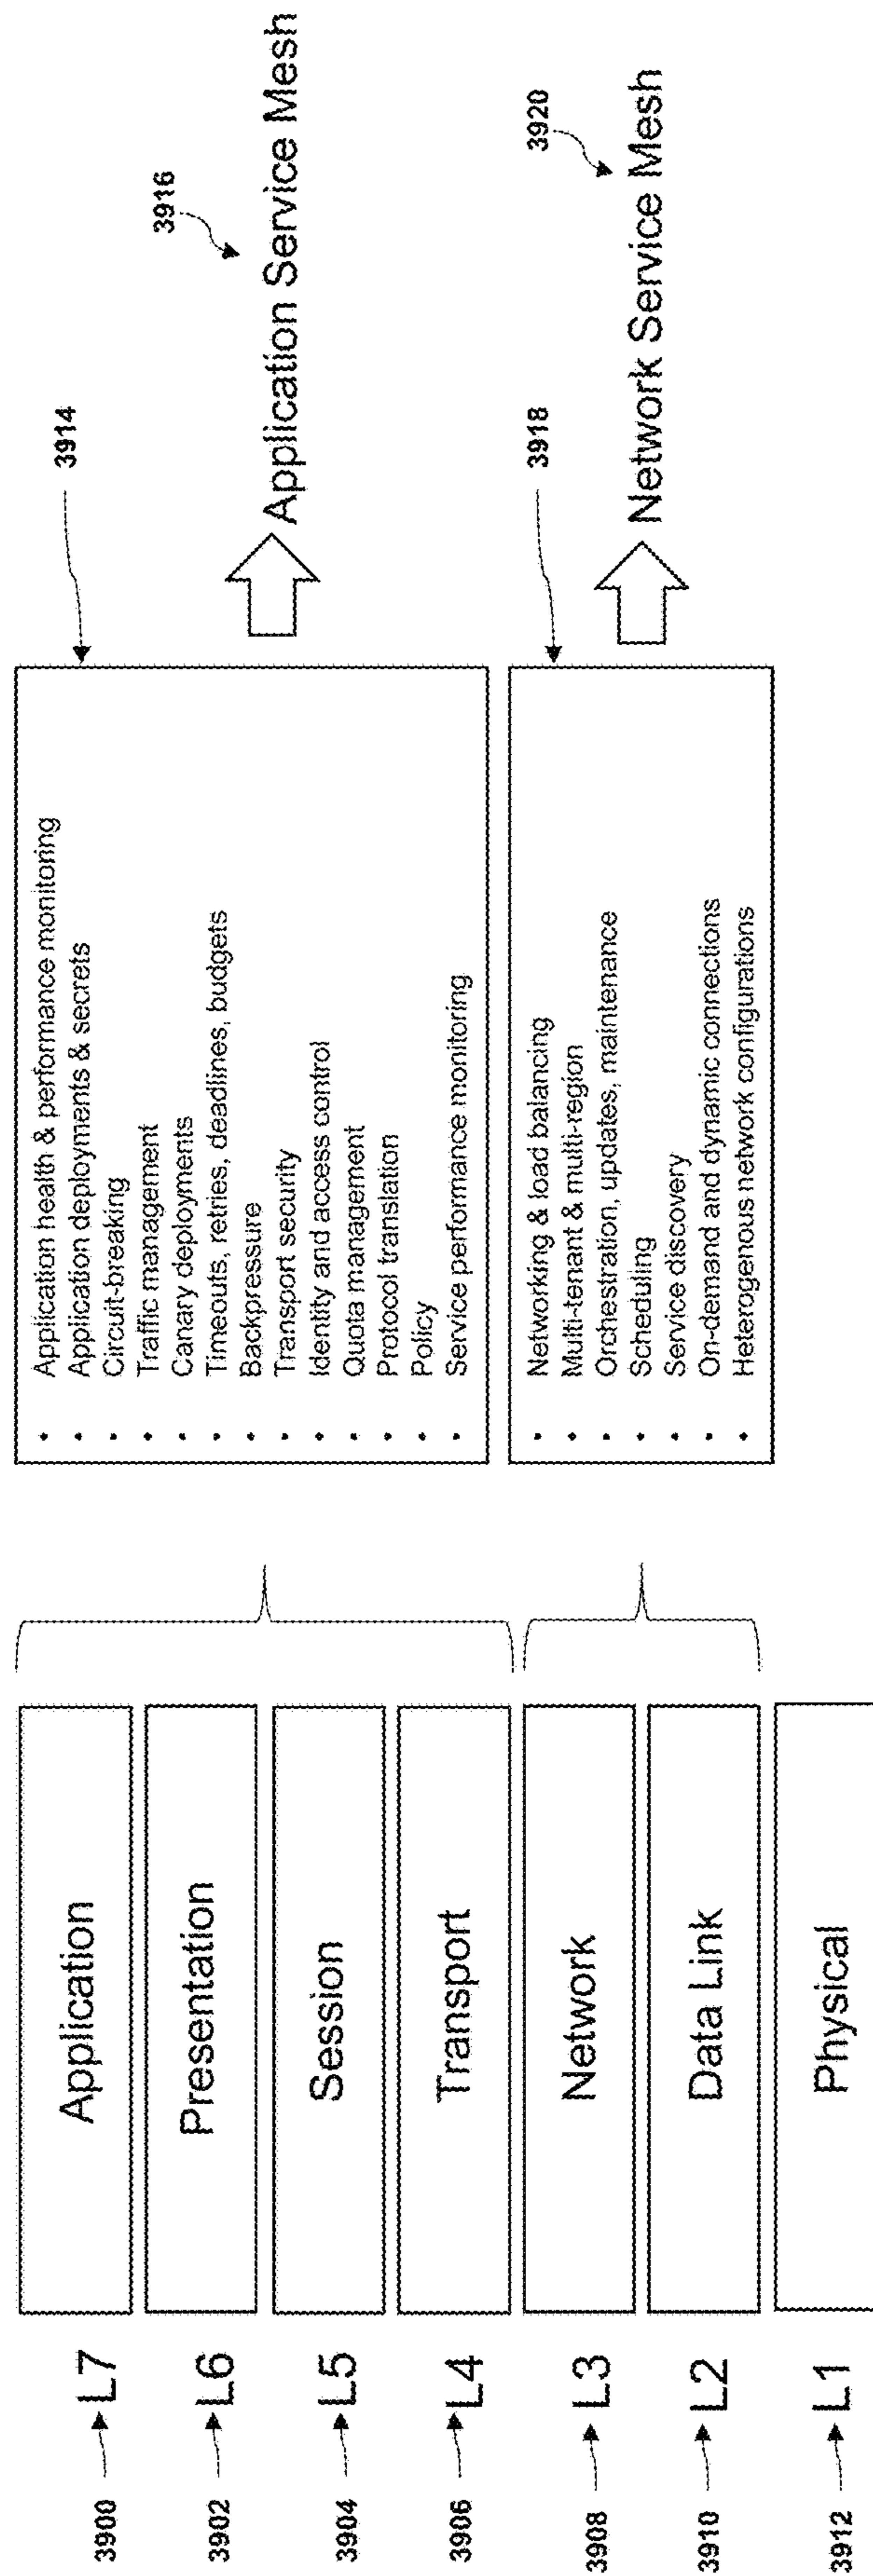 3900
L7
Application
3902
L6
Presentation
3904
L5
Session
3906
L4
Transport
3908
L3
Network
3910
L2
Data Link
3912
L1
Physical
• Application health & performance monitoring
• Application deployments & secrets
• Circuit-breaking
• Traffic management
• Canary deployments
• Timeouts, retries, deadlines, budgets
• Backpressure
• Transport security
• Identity and access control
• Quota management
• Protocol translation
• Policy
• Service performance monitoring
3914
3916
Application Service Mesh
• Networking & load balancing
• Multi-tenant & multi-region
• Orchestration, updates, maintenance
• Scheduling
• Service discovery
• On-demand and dynamic connections
• Heterogenous network configurations
3918
3920
Network Service Mesh